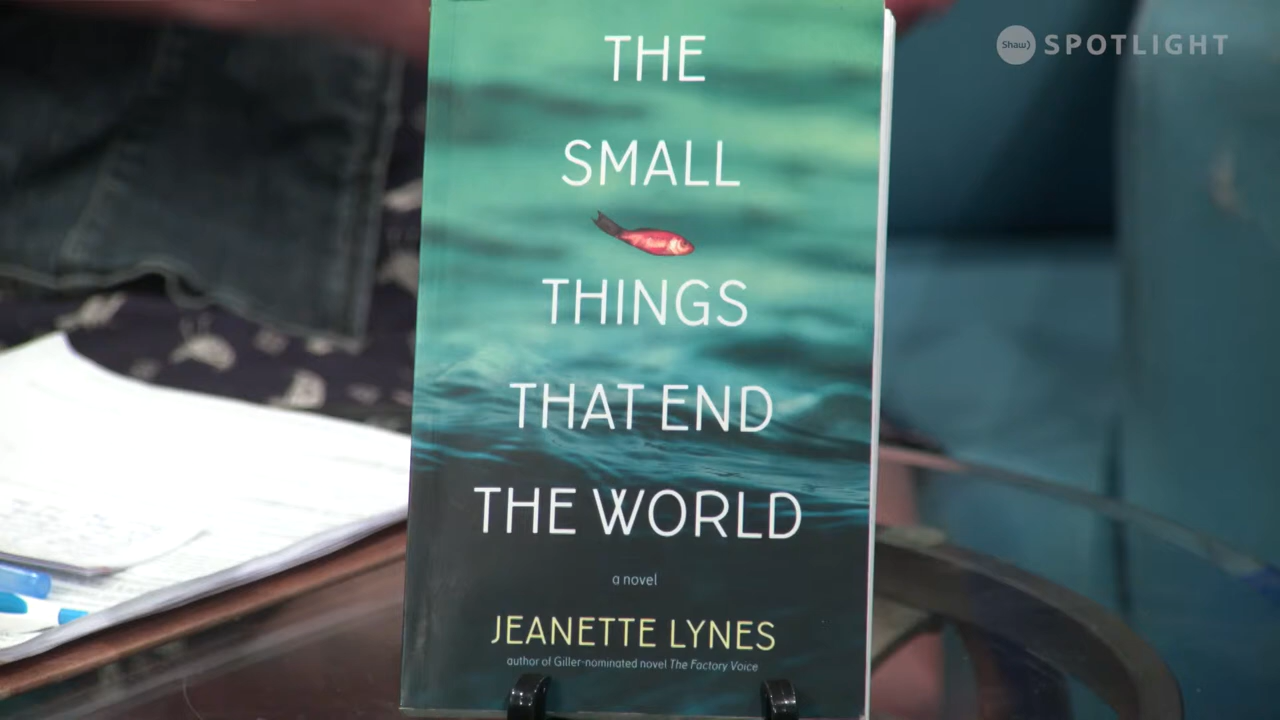 Shaw) SPOTLIGHT
THE
SMALL
THINGS
THAT END
THE WORLD
a novel
JEANETTE LYNES
author of Giller-nominated novel The Factory Voice